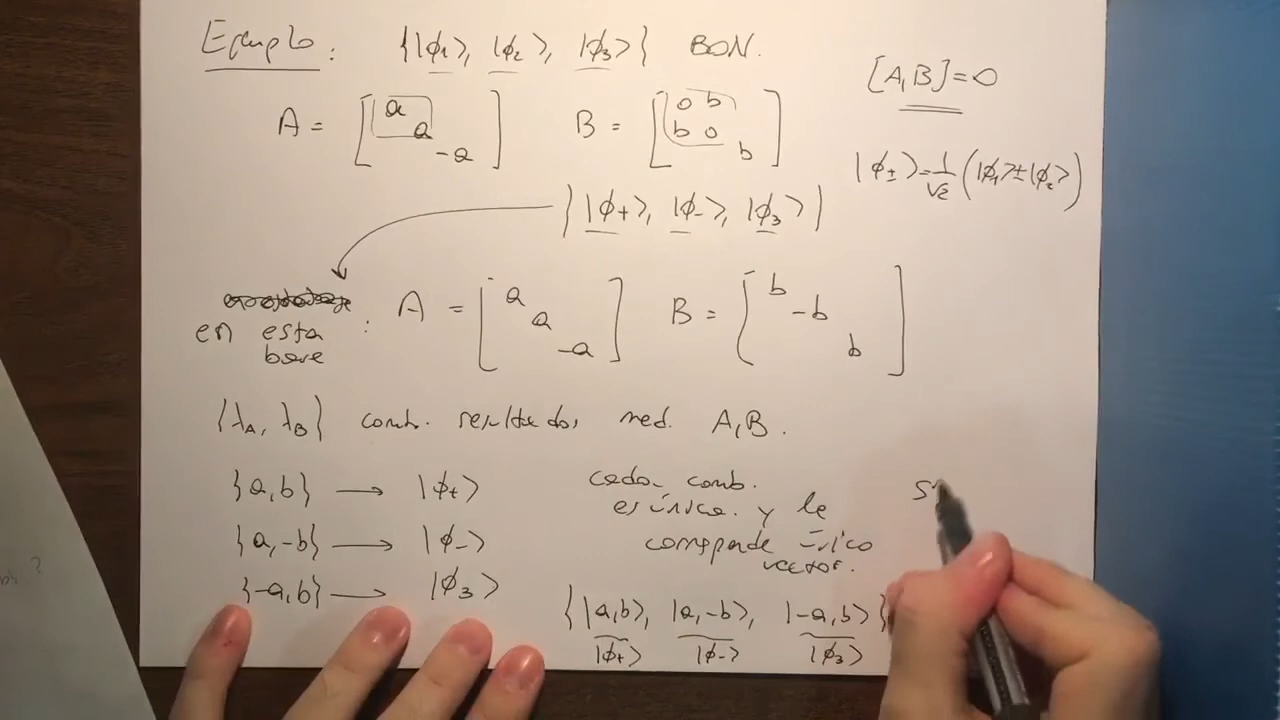 Ejemplo: {|ϕ₁>, |ϕ₂>, |ϕ₃>} BON.
[A,B]=0
A = [a a -a] B = [0 b b 0 b]
|ϕ±>=1/√2 (|ϕ₁>±|ϕ₂>)
{|ϕ+>, |ϕ->, |ϕ₃>}
en esta base : A = [a a -a] B = [b -b b]
{λA, λB} comb. resultados med. A,B.
{a,b} → |ϕ+>
{a,-b} → |ϕ->
{-a,b} → |ϕ₃>
cada comb.
es única. y le
corresponde único
vector.
{|a,b>, |a,-b>, |-a,b>}
|ϕ+> |ϕ-> |ϕ₃>
?